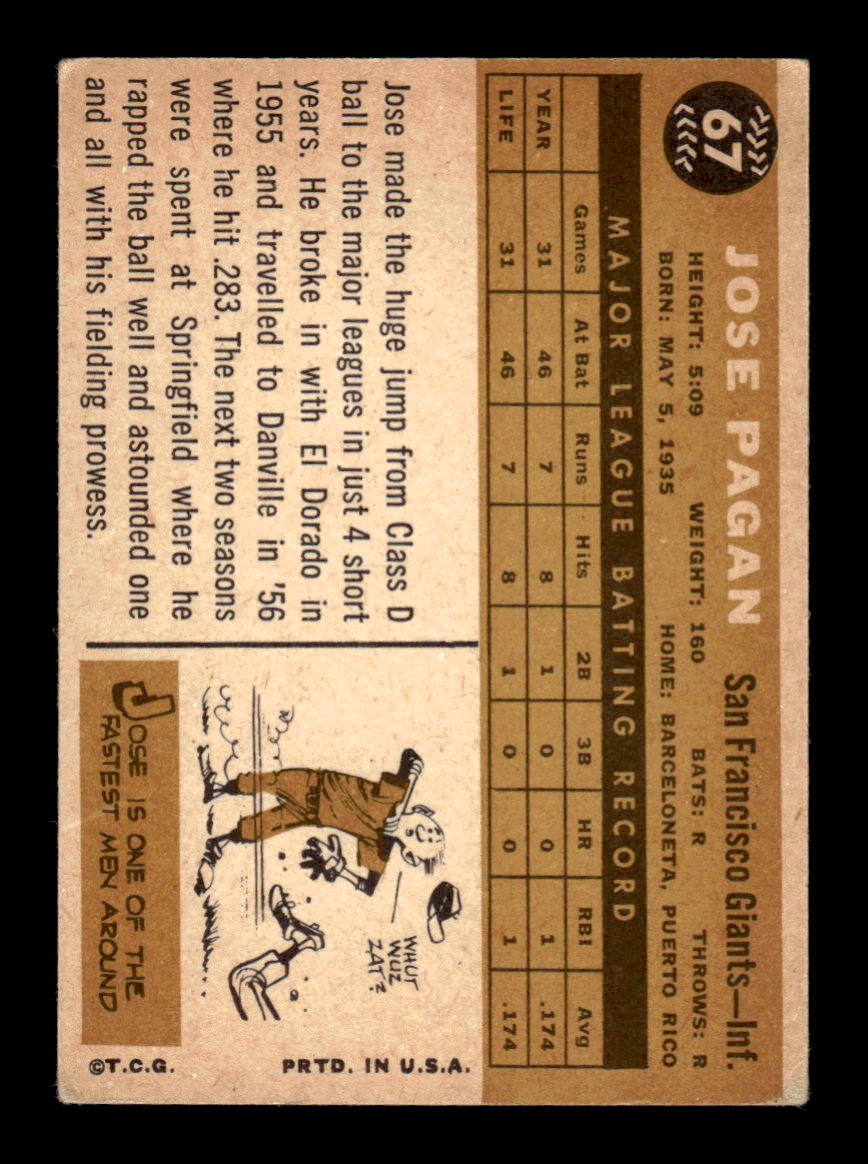 67
JOSE PAGAN
San Francisco Giants—Inf.
HEIGHT: 5:09 WEIGHT: 160 BATS: R THROWS: R
BORN: MAY 5, 1935 HOME: BARCELONETA, PUERTO RICO
MAJOR LEAGUE BATTING RECORD
Games At Bat Runs Hits 2B 3B HR RBI Avg
YEAR 31 46 7 8 1 0 0 1 .174
LIFE 31 46 7 8 1 0 0 1 .174
Jose made the huge jump from Class D
ball to the major leagues in just 4 short
years. He broke in with El Dorado in
1955 and travelled to Danville in '56
where he hit .283. The next two seasons
were spent at Springfield where he
rapped the ball well and astounded one
and all with his fielding prowess.
WHUT
WUZ
ZAT?
JOSE IS ONE OF THE
FASTEST MEN AROUND
©T.C.G. PRTD. IN U.S.A.